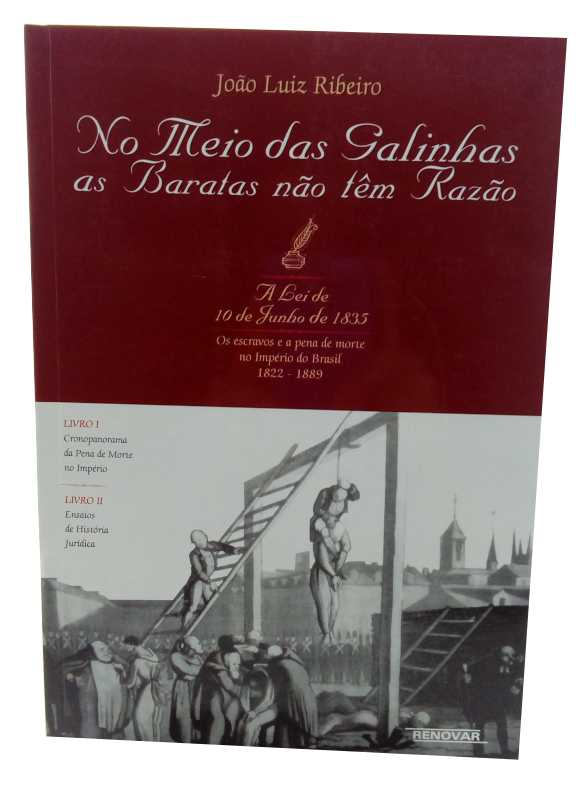 João Luiz Ribeiro
No Meio das Galinhas
as Baratas não têm Razão
A Lei de
10 de Junho de 1835
Os escravos e a pena de morte
no Império do Brasil
1822 - 1889
LIVRO I
Cronopanorama
da Pena de Morte
no Império
LIVRO II
Ensaios
de História
Jurídica
RENOVAR